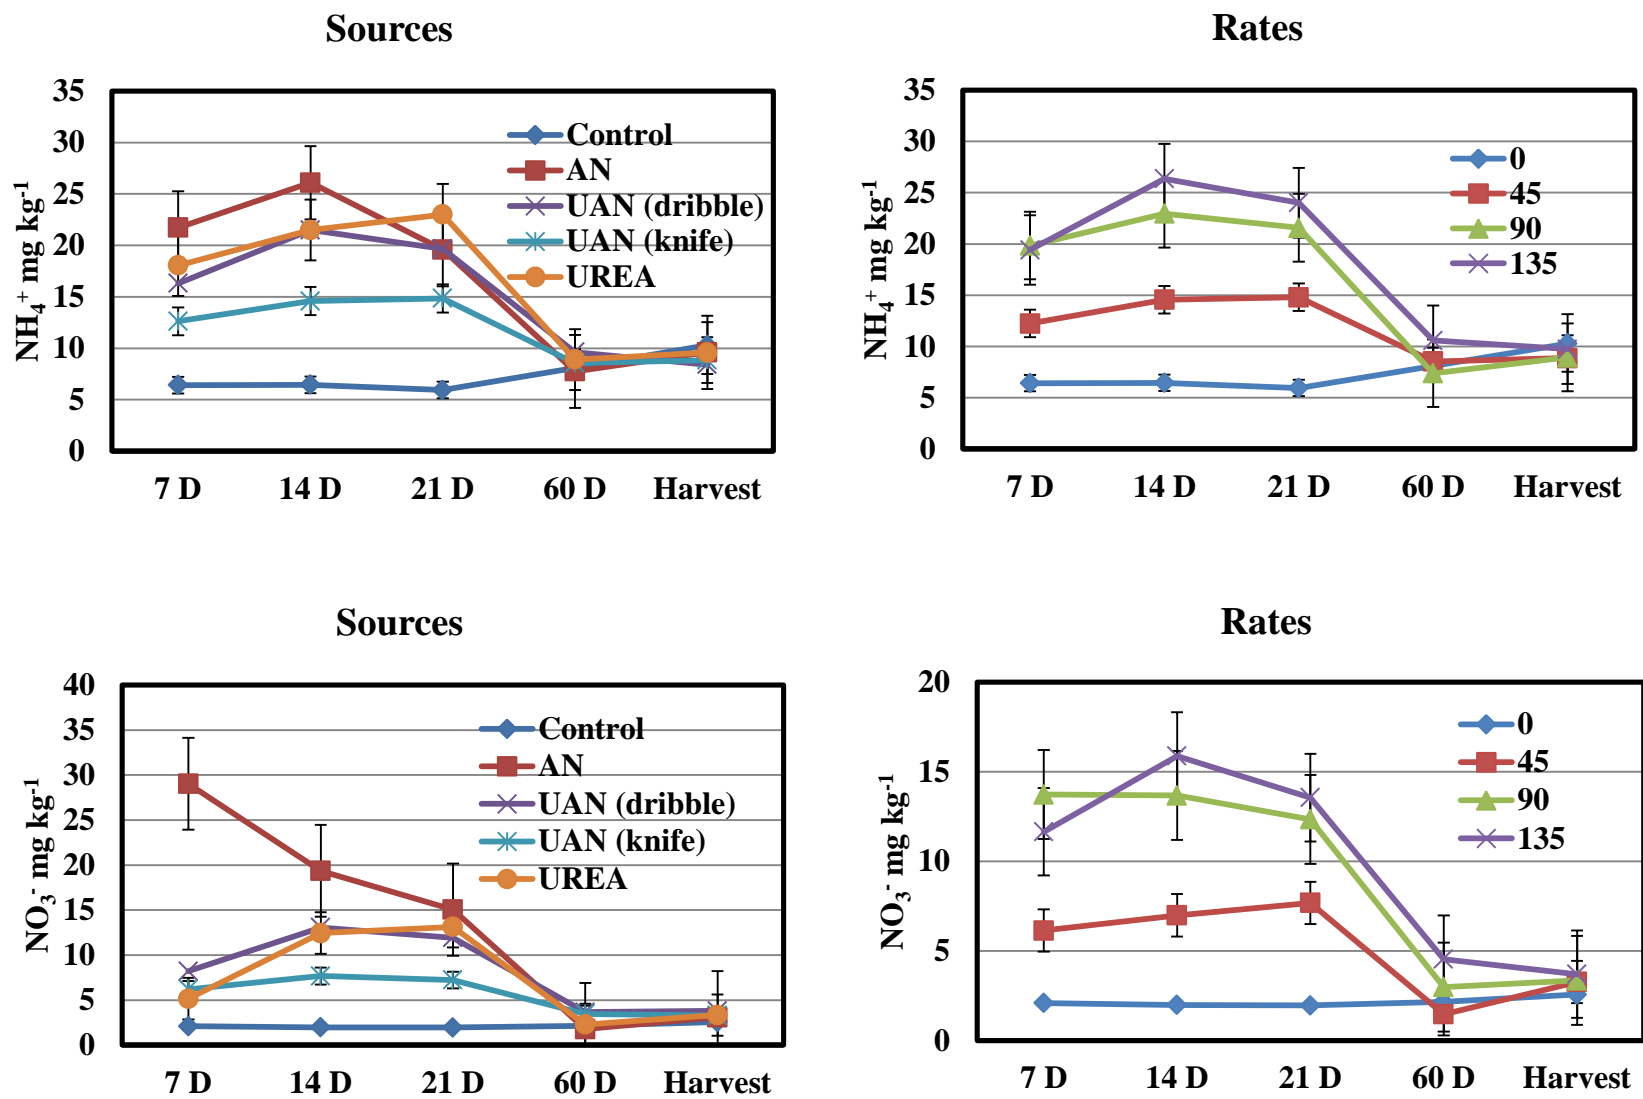 Sources
NH₄⁺ mg kg⁻¹
35
30
25
20
15
10
5
0
Control
AN
UAN (dribble)
UAN (knife)
UREA
7 D 14 D 21 D 60 D Harvest
Rates
NH₄⁺ mg kg⁻¹
35
30
25
20
15
10
5
0
0
45
90
135
7 D 14 D 21 D 60 D Harvest
Sources
NO₃⁻ mg kg⁻¹
40
35
30
25
20
15
10
5
0
Control
AN
UAN (dribble)
UAN (knife)
UREA
7 D 14 D 21 D 60 D Harvest
Rates
NO₃⁻ mg kg⁻¹
20
15
10
5
0
0
45
90
135
7 D 14 D 21 D 60 D Harvest